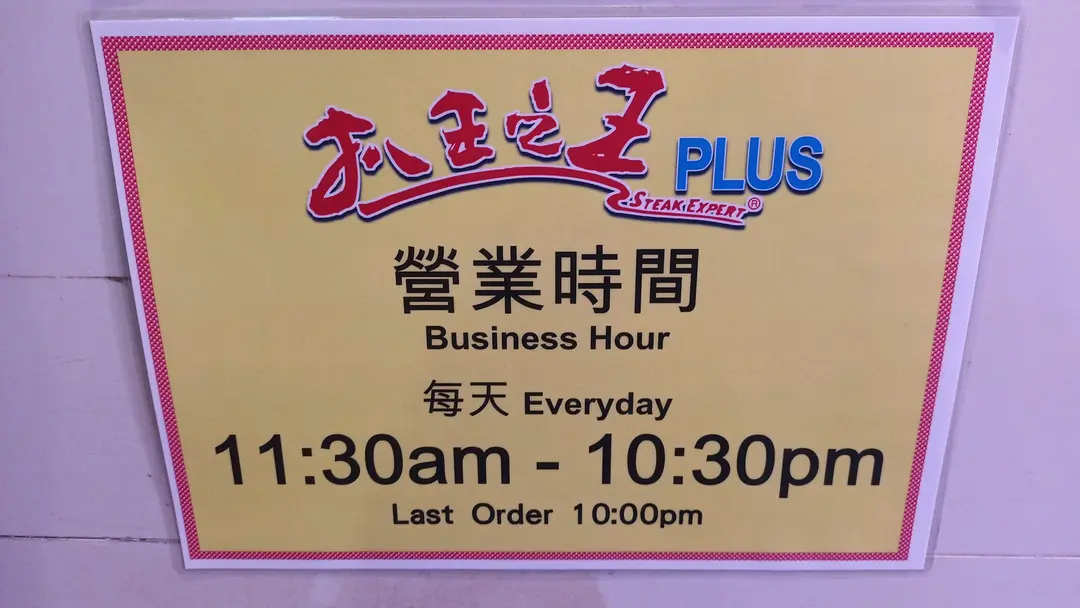 扒王之王 PLUS
STEAK EXPERT®
營業時間
Business Hour
每天 Everyday
11:30am - 10:30pm
Last Order 10:00pm